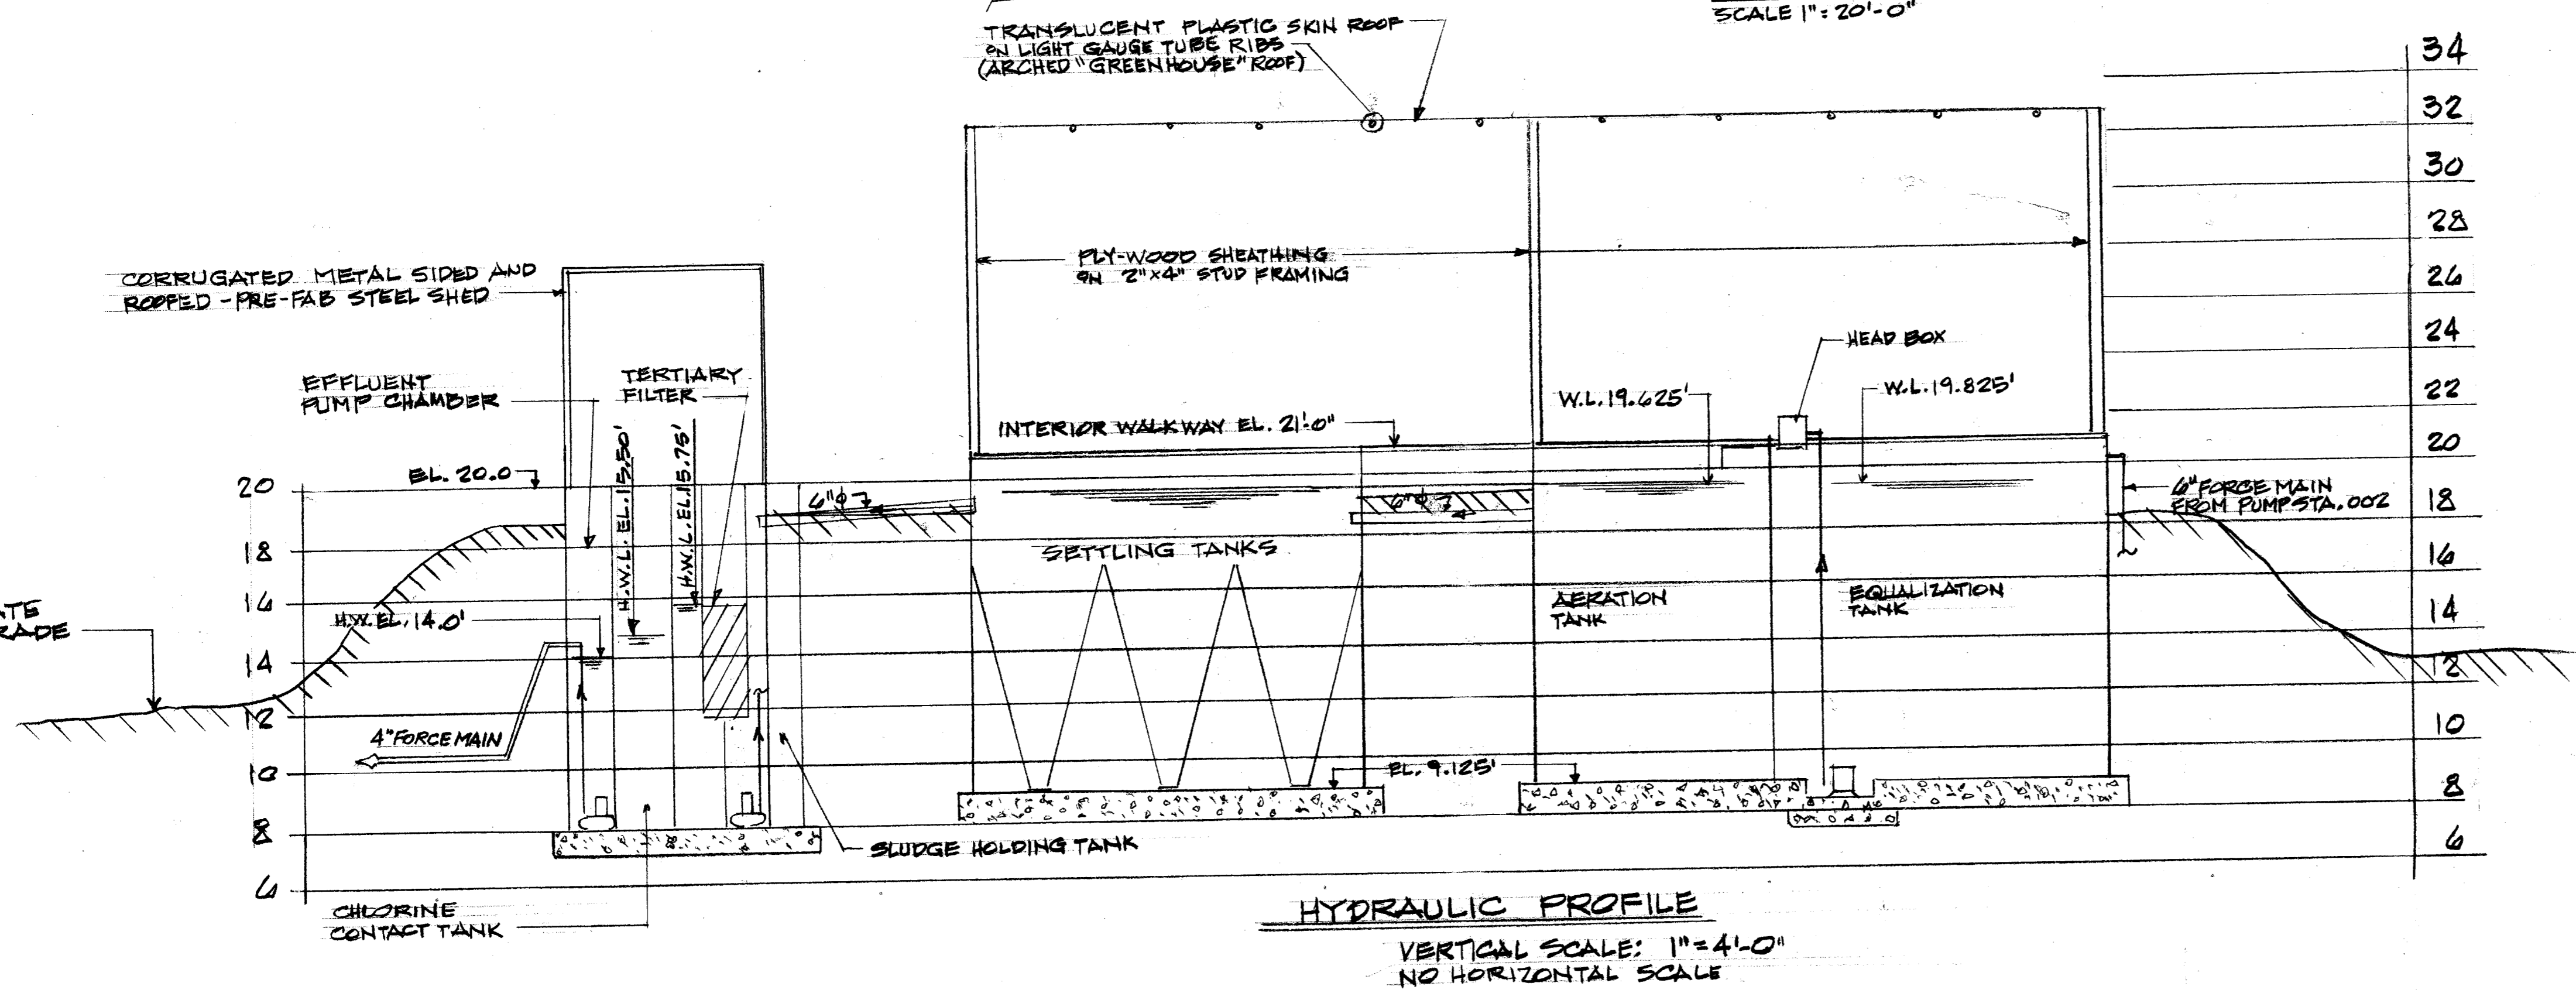 SCALE 1":20'-0"
TRANSLUCENT PLASTIC SKIN ROOF
ON LIGHT GAUGE TUBE RIBS
(ARCHED "GREENHOUSE" ROOF)
34
32
30
28
26
24
22
20
18
16
14
12
10
8
6
PLY-WOOD SHEATHING
ON 2"x4" STUD FRAMING
CORRUGATED METAL SIDED AND
ROOFED - PRE-FAB STEEL SHED
HEAD BOX
EFFLUENT
PUMP CHAMBER
TERTIARY
FILTER
W.L. 19.625'
W.L. 19.825'
INTERIOR WALKWAY EL. 21'-0"
H.W.L. EL. 15.50'
H.W.L. EL. 15.75'
EL. 20.0
6"ϕ
6"ϕ
6" FORCE MAIN
FROM PUMP STA. 002
20
18
16
14
12
10
8
6
SETTLING TANKS
AERATION
TANK
EQUALIZATION
TANK
H.W. EL. 14.0'
4" FORCE MAIN
EL. 9.125'
SLUDGE HOLDING TANK
CHLORINE
CONTACT TANK
HYDRAULIC PROFILE
VERTICAL SCALE: 1"=4'-0"
NO HORIZONTAL SCALE